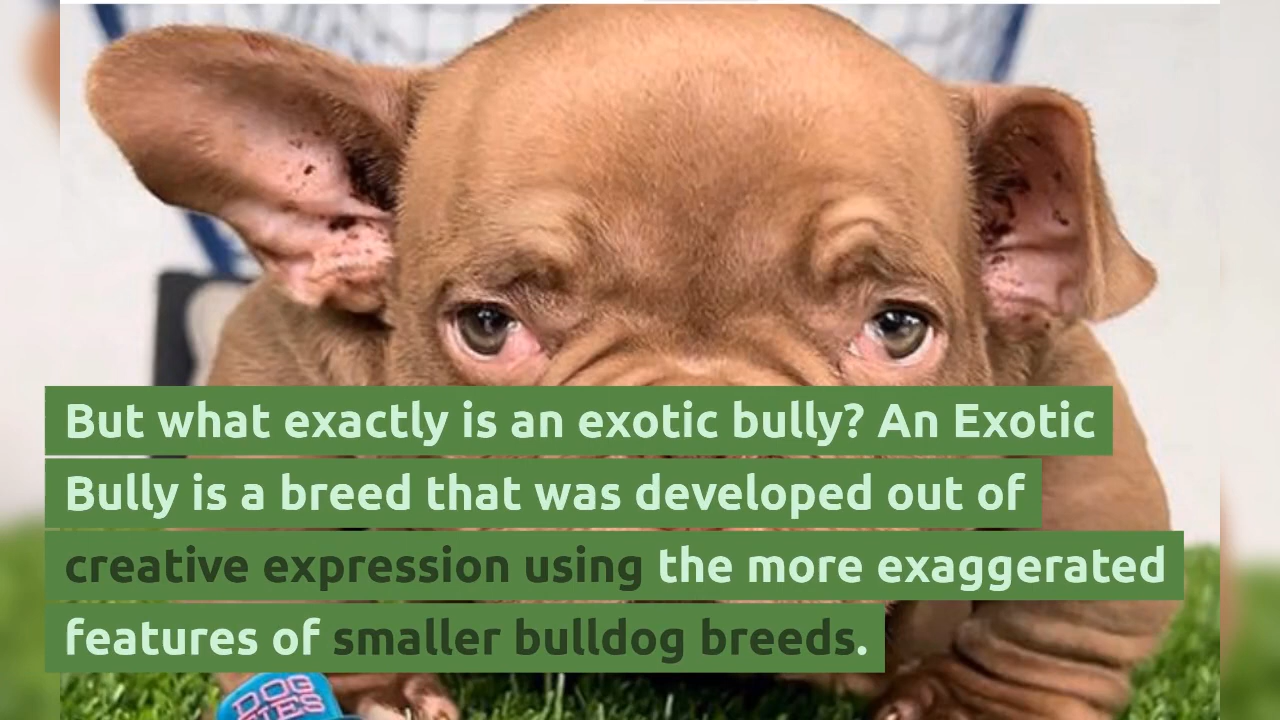 But what exactly is an exotic bully? An Exotic
Bully is a breed that was developed out of
creative expression using the more exaggerated
features of smaller bulldog breeds.
DOG